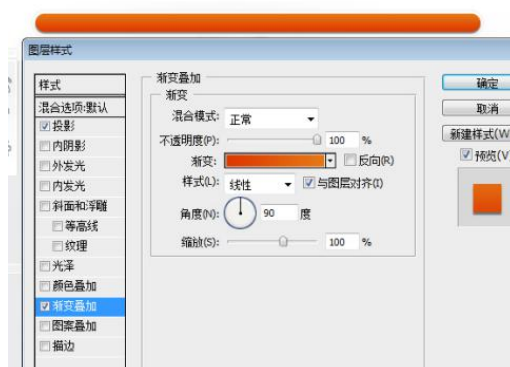 图层样式
样式
混合选项:默认
投影
内阴影
外发光
内发光
斜面和浮雕
等高线
纹理
光泽
颜色叠加
渐变叠加
图案叠加
描边
渐变叠加
渐变
混合模式: 正常
不透明度(P): 100 %
渐变: 反向(R)
样式(L): 线性 与图层对齐(I)
角度(N): 90 度
缩放(S): 100 %
确定
取消
新建样式(W
预览(V